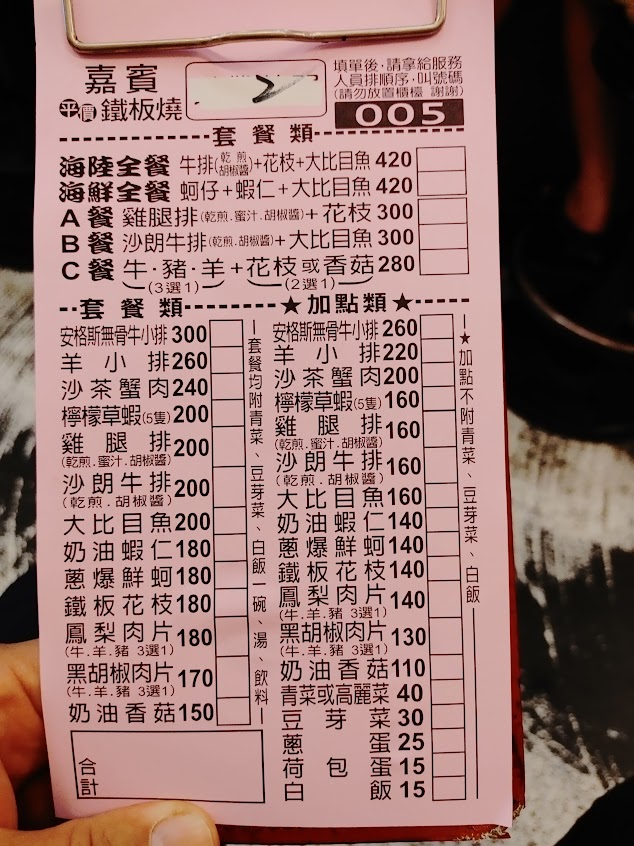 嘉賓
平價 鐵板燒
2
填單後，請拿給服務
人員排順序，叫號碼
(請勿放置櫃檯 謝謝)
005
套餐類
海陸全餐 牛排(乾煎 胡椒醬)+花枝+大比目魚 420
海鮮全餐 蚵仔+蝦仁+大比目魚 420
A餐 雞腿排(乾煎.蜜汁.胡椒醬)+花枝 300
B餐 沙朗牛排(乾煎.胡椒醬)+大比目魚 300
C餐 牛·豬·羊+花枝或香菇 280
(3選1) (2選1)
套餐類
安格斯無骨牛小排 300
羊小排 260
沙茶蟹肉 240
檸檬草蝦(5隻) 200
雞腿排 200
(乾煎.蜜汁.胡椒醬)
沙朗牛排 200
(乾煎.胡椒醬)
大比目魚 200
奶油蝦仁 180
蔥爆鮮蚵 180
鐵板花枝 180
鳳梨肉片 180
(牛.羊.豬 3選1)
黑胡椒肉片 170
(牛.羊.豬 3選1)
奶油香菇 150
套餐均附青菜、豆芽菜、白飯一碗、湯、飲料
合計
★加點類★
安格斯無骨牛小排 260
羊小排 220
沙茶蟹肉 200
檸檬草蝦(5隻) 160
雞腿排 160
(乾煎.蜜汁.胡椒醬)
沙朗牛排 160
(乾煎.胡椒醬)
大比目魚 160
奶油蝦仁 140
蔥爆鮮蚵 140
鐵板花枝 140
鳳梨肉片 140
(牛.羊.豬 3選1)
黑胡椒肉片 130
(牛.羊.豬 3選1)
奶油香菇 110
青菜或高麗菜 40
豆芽菜 30
蔥蛋 25
荷包蛋 15
白飯 15
★加點不附青菜、豆芽菜、白飯